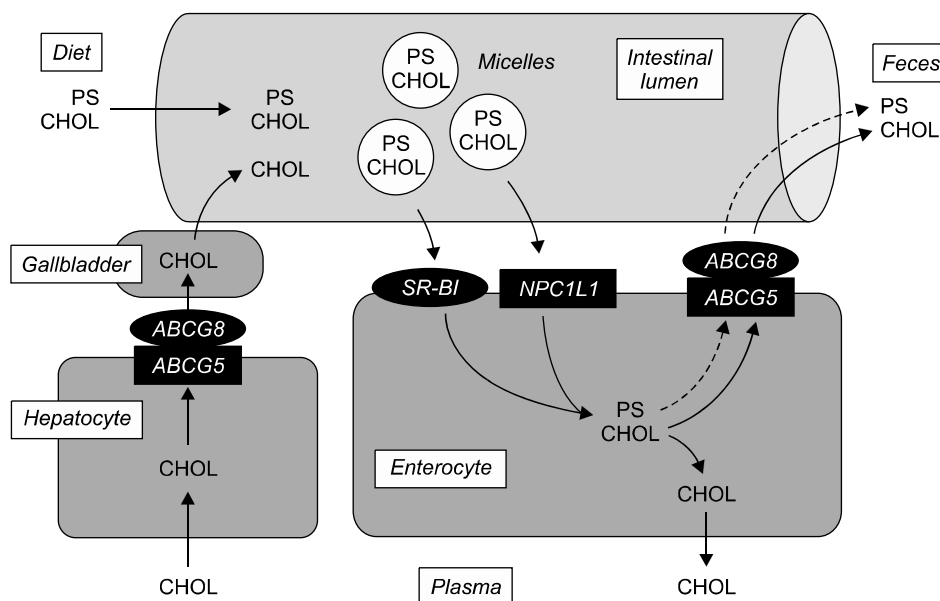 Diet
PS
CHOL
PS
CHOL
CHOL
PS
CHOL
Micelles
PS
CHOL
PS
CHOL
Intestinal
lumen
Feces
PS
CHOL
Gallbladder
CHOL
ABCG8
ABCG5
Hepatocyte
CHOL
CHOL
SR-BI
NPC1L1
ABCG8
ABCG5
PS
CHOL
Enterocyte
CHOL
Plasma
CHOL